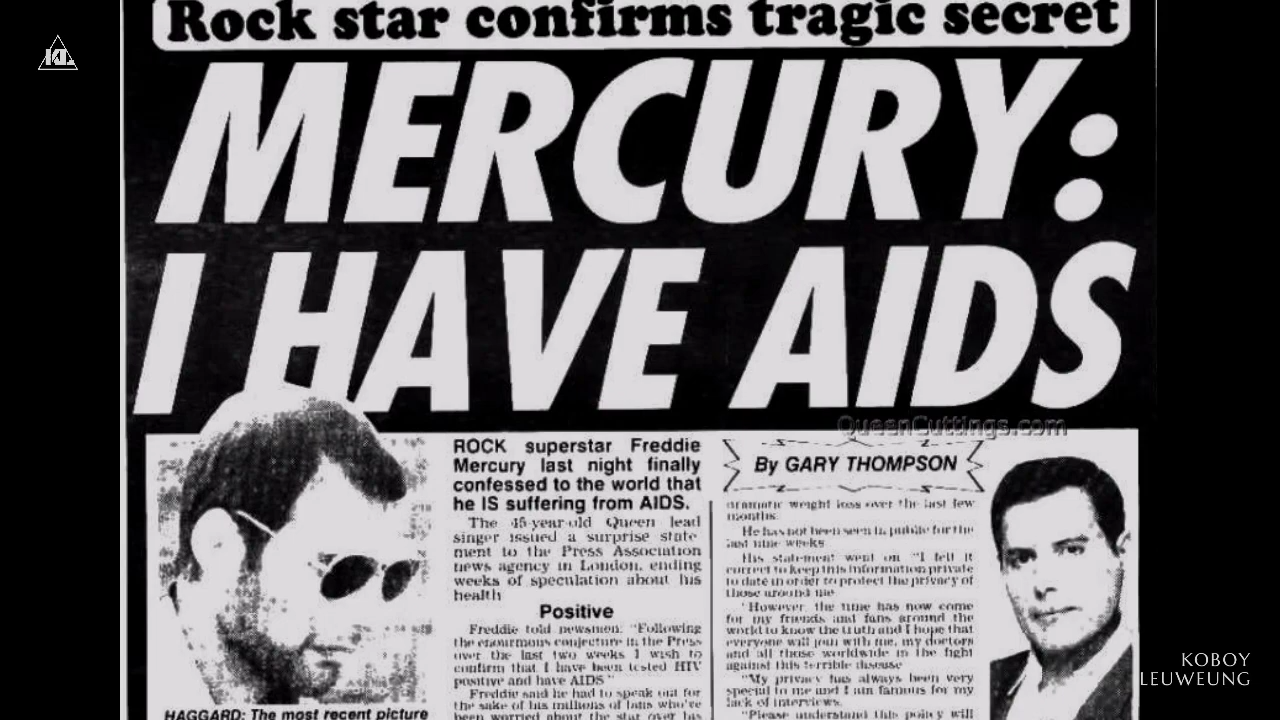 Rock star confirms tragic secret
MERCURY:
I HAVE AIDS
QueenCuttings.com
ROCK superstar Freddie
Mercury last night finally
confessed to the world that
he IS suffering from AIDS.
The 45-year-old Queen lead
singer issued a surprise state-
ment to the Press Association
news agency in London, ending
weeks of speculation about his
health
Positive
Freddie told newsmen: "Following
the enourmous conjecture in the Press
over the last two weeks I wish to
confirm that I have been tested HIV
positive and have AIDS"
Freddie said he had to speak out for
the sake of his millions of fans who've
been worried about the star over his
By GARY THOMPSON
dramatic weight loss over the last few
months.
He has not been seen in public for the
last nine weeks
His statement went on "I felt it
correct to keep this information private
to date in order to protect the privacy of
those around me
"However, the time has now come
for my friends and fans around the
world to know the truth and I hope that
everyone will join with me, my doctors
and all those worldwide in the fight
against this terrible disease
"My privacy has always been very
special to me and I am famous for my
lack of interviews.
"Please understand this policy will
HAGGARD: The most recent picture
KOBOY
LEUWEUNG